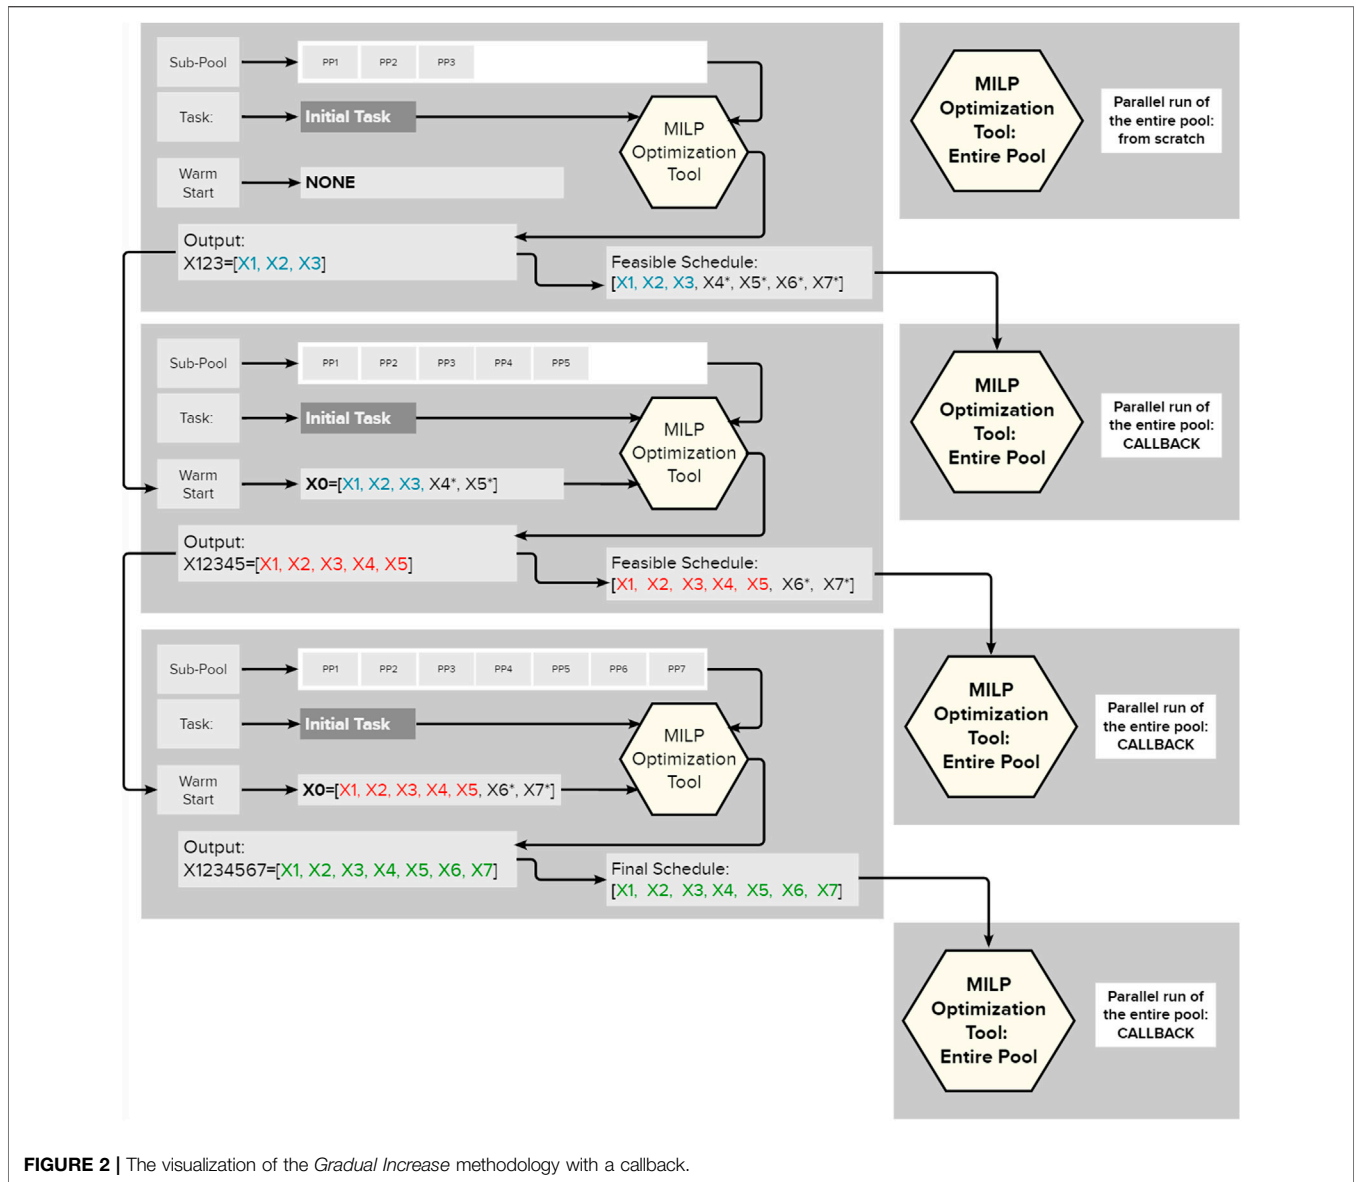 Sub-Pool
PP1 PP2 PP3
Task:
Initial Task
Warm
Start
NONE
MILP
Optimization
Tool
Output:
X123=[X1, X2, X3]
Feasible Schedule:
[X1, X2, X3, X4*, X5*, X6*, X7*]
MILP
Optimization
Tool:
Entire Pool
Parallel run of
the entire pool:
from scratch
Sub-Pool
PP1 PP2 PP3 PP4 PP5
Task:
Initial Task
Warm
Start
X0=[X1, X2, X3, X4*, X5*]
MILP
Optimization
Tool
Output:
X12345=[X1, X2, X3, X4, X5]
Feasible Schedule:
[X1, X2, X3, X4, X5, X6*, X7*]
MILP
Optimization
Tool:
Entire Pool
Parallel run of
the entire pool:
CALLBACK
Sub-Pool
PP1 PP2 PP3 PP4 PP5 PP6 PP7
Task:
Initial Task
Warm
Start
X0=[X1, X2, X3, X4, X5, X6*, X7*]
MILP
Optimization
Tool
Output:
X1234567=[X1, X2, X3, X4, X5, X6, X7]
Final Schedule:
[X1, X2, X3, X4, X5, X6, X7]
MILP
Optimization
Tool:
Entire Pool
Parallel run of
the entire pool:
CALLBACK
MILP
Optimization
Tool:
Entire Pool
Parallel run of
the entire pool:
CALLBACK
FIGURE 2 | The visualization of the Gradual Increase methodology with a callback.